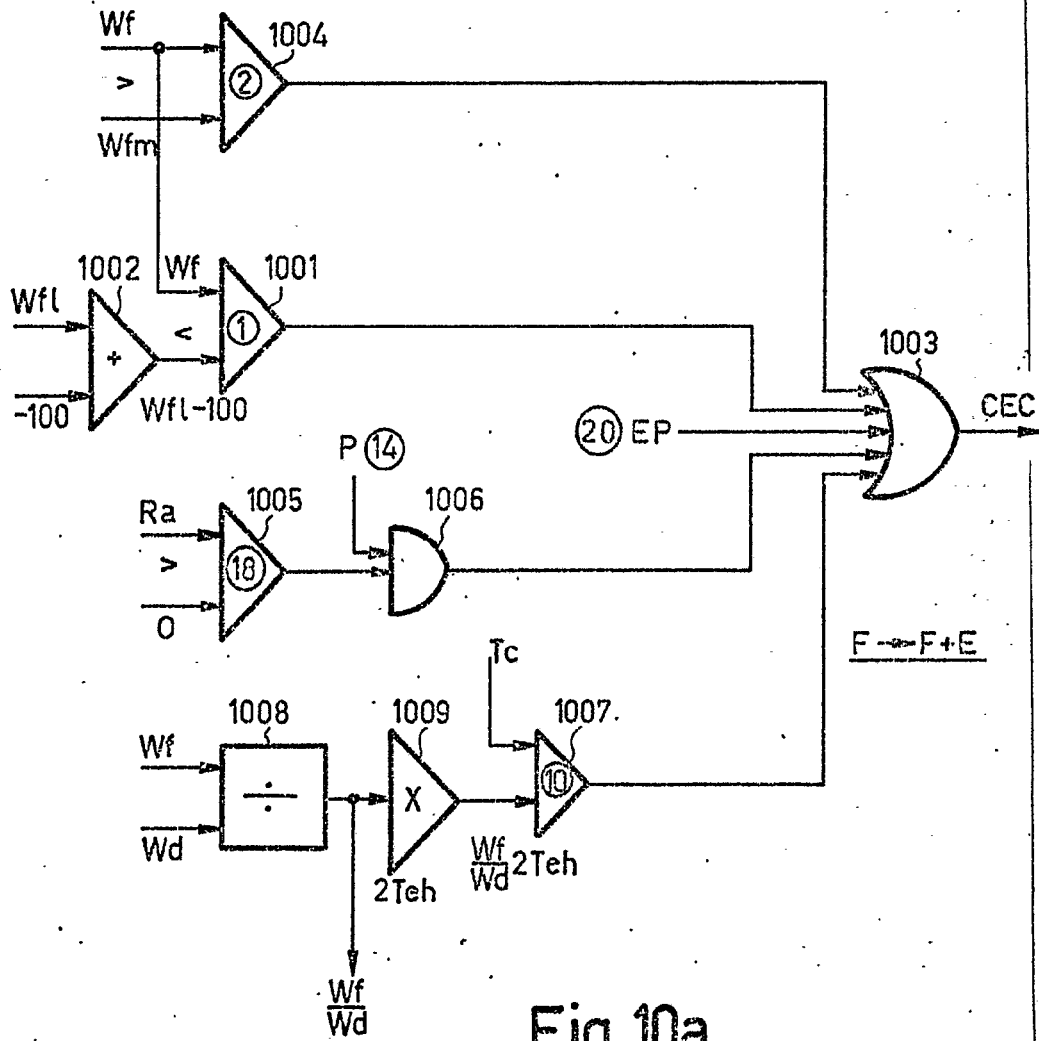 Wf
1004
>
2
Wfm
1002
Wf
1001
Wfl
<
1
+
1003
-100
Wfl-100
CEC
20 EP
P 14
Ra
1005
1006
>
18
0
F → F+E
Tc
1008
1009
1007
Wf
÷
X
10
Wd
2Teh
Wf
Wd 2Teh
Wf
Wd
Fig 10a